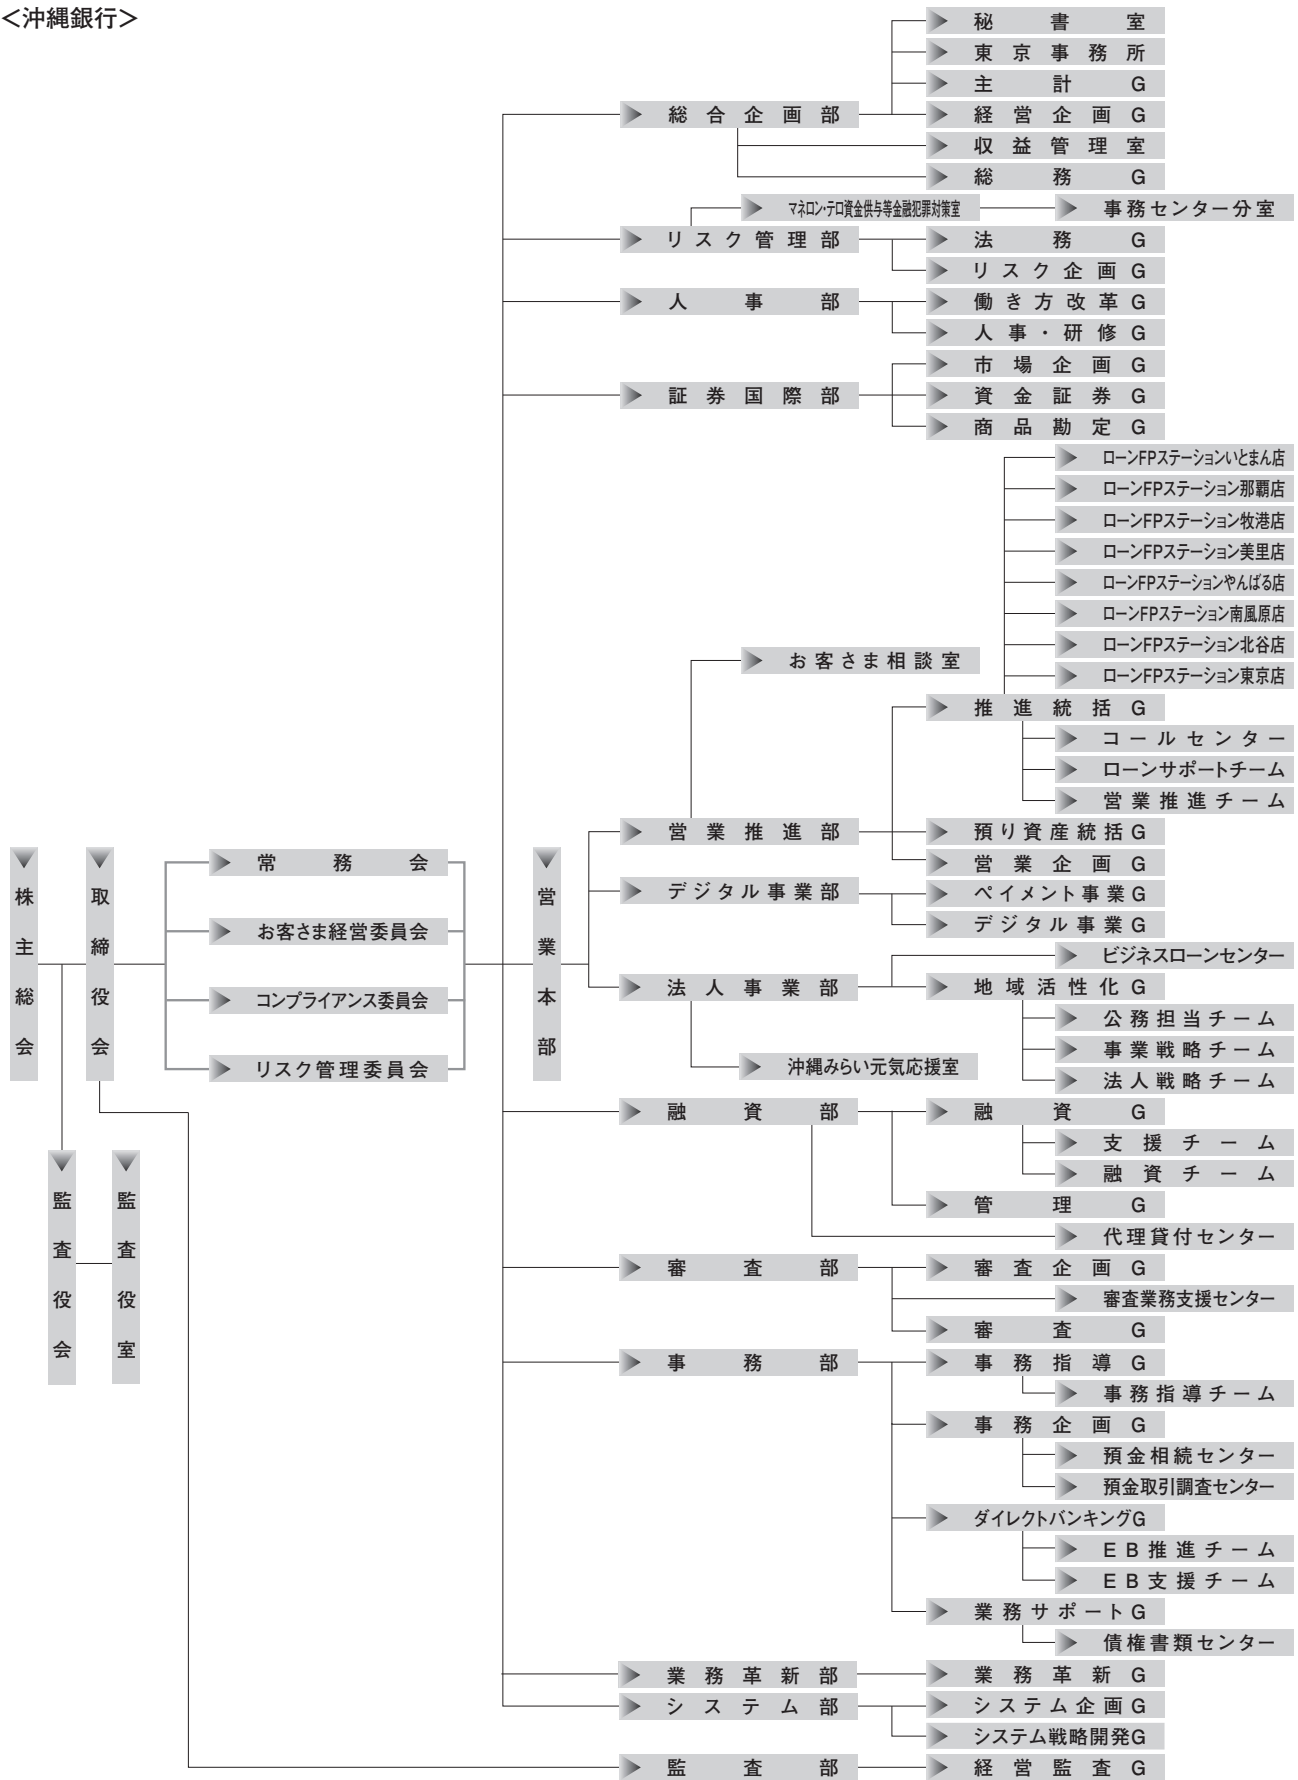 ＜沖縄銀行＞
秘書室
東京事務所
主計G
総合企画部
経営企画G
収益管理室
総務G
マネロン・テロ資金供与等金融犯罪対策室
事務センター分室
リスク管理部
法務G
リスク企画G
人事部
働き方改革G
人事・研修G
市場企画G
証券国際部
資金証券G
商品勘定G
ローンFPステーションいとまん店
ローンFPステーション那覇店
ローンFPステーション牧港店
ローンFPステーション美里店
ローンFPステーションやんばる店
ローンFPステーション南風原店
ローンFPステーション北谷店
ローンFPステーション東京店
お客さま相談室
推進統括G
コールセンター
ローンサポートチーム
営業推進チーム
営業推進部
預り資産統括G
営業企画G
株主総会
取締役会
常務会
お客さま経営委員会
コンプライアンス委員会
リスク管理委員会
営業本部
デジタル事業部
ペイメント事業G
デジタル事業G
ビジネスローンセンター
法人事業部
地域活性化G
公務担当チーム
事業戦略チーム
法人戦略チーム
沖縄みらい元気応援室
融資部
融資G
支援チーム
融資チーム
管理G
代理貸付センター
監査役会
監査役室
審査部
審査企画G
審査業務支援センター
審査G
事務部
事務指導G
事務指導チーム
事務企画G
預金相続センター
預金取引調査センター
ダイレクトバンキングG
EB推進チーム
EB支援チーム
業務サポートG
債権書類センター
業務革新部
業務革新G
システム部
システム企画G
システム戦略開発G
監査部
経営監査G